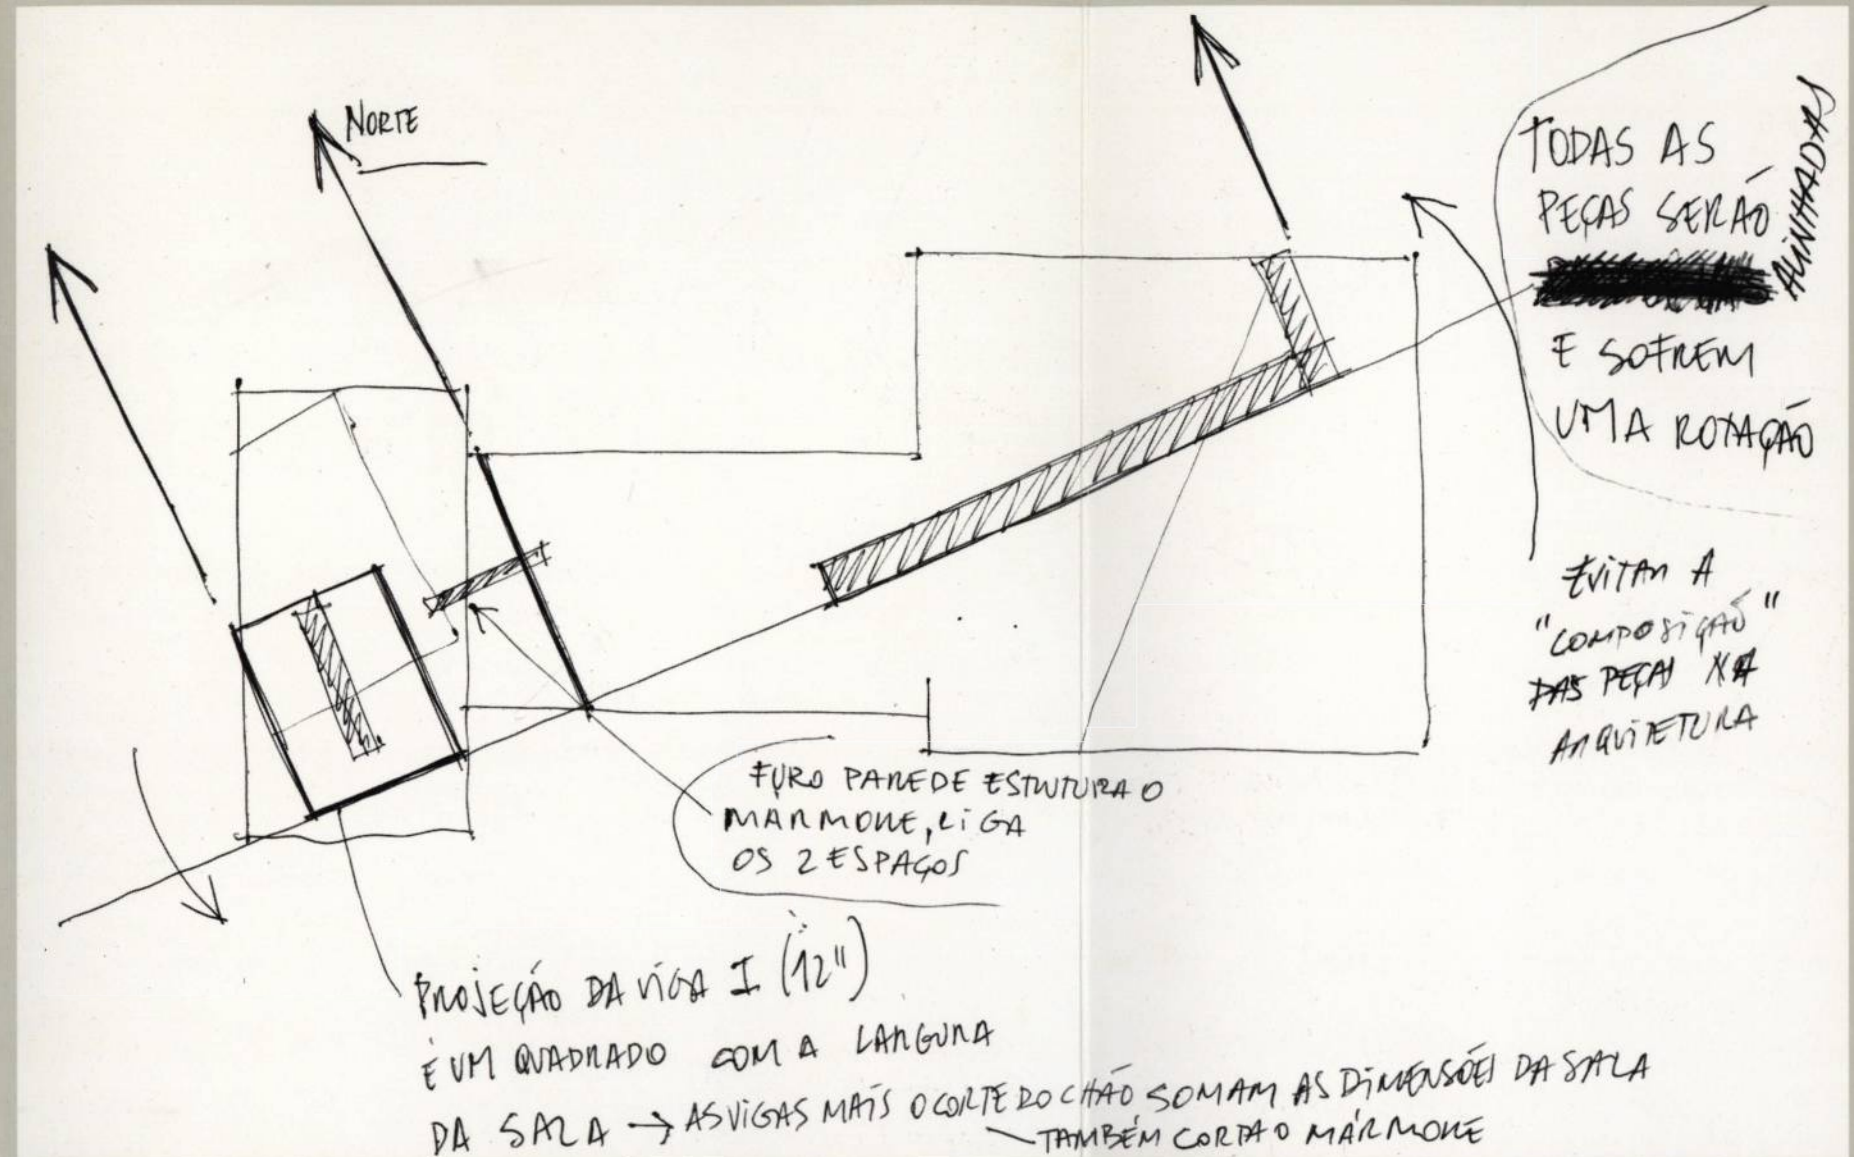 NORTE
TODAS AS
PEÇAS SERÃO
ALINHADAS
E SOFREM
UMA ROTAÇÃO
EVITAR A
"COMPOSIÇÃO"
DAS PEÇAS X A
ARQUITETURA
FURO PAREDE ESTRUTURA O
MARMORE, LIGA
OS 2 ESPAÇOS
PROJEÇÃO DA VIGA I (12")
É UM QUADRADO COM A LARGURA
DA SALA → AS VIGAS MAIS O CORTE DO CHÃO SOMAM AS DIMENSÕES DA SALA
TAMBÉM CORTA O MÁRMORE